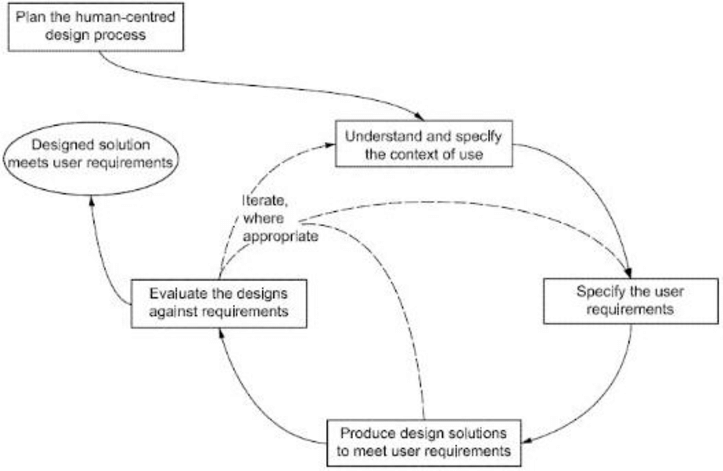 Plan the human-centred
design process
Understand and specify
the context of use
Designed solution
meets user requirements
Iterate,
where
appropriate
Evaluate the designs
against requirements
Specify the user
requirements
Produce design solutions
to meet user requirements